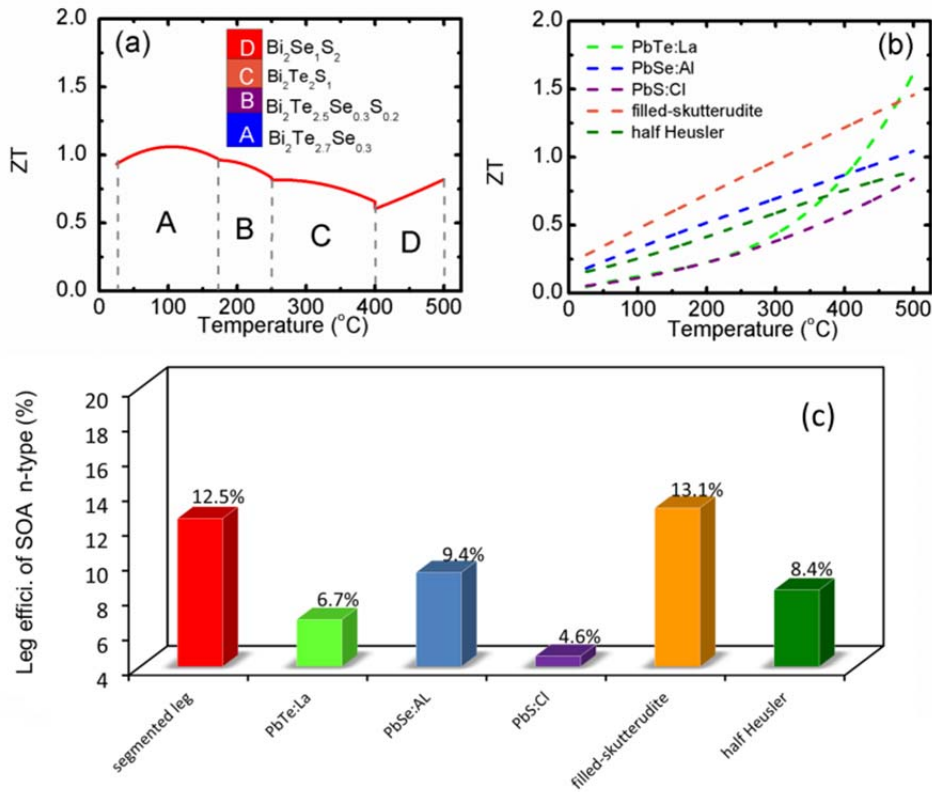 (a)
D Bi₂Se₁S₂
C Bi₂Te₂S₁
B Bi₂Te₂.₅Se₀.₃S₀.₂
A Bi₂Te₂.₇Se₀.₃
2.0
1.5
1.0
0.5
0.0
ZT
A B C D
0 100 200 300 400 500
Temperature (°C)
(b)
PbTe:La
PbSe:Al
PbS:Cl
filled-skutterudite
half Heusler
2.0
1.5
1.0
0.5
0.0
ZT
0 100 200 300 400 500
Temperature (°C)
(c)
Leg effici. of SOA n-type (%)
20
18
16
14
12
10
8
6
4
12.5%
6.7%
9.4%
4.6%
13.1%
8.4%
segmented leg
PbTe:La
PbSe:AL
PbS:Cl
filled-skutterudite
half Heusler